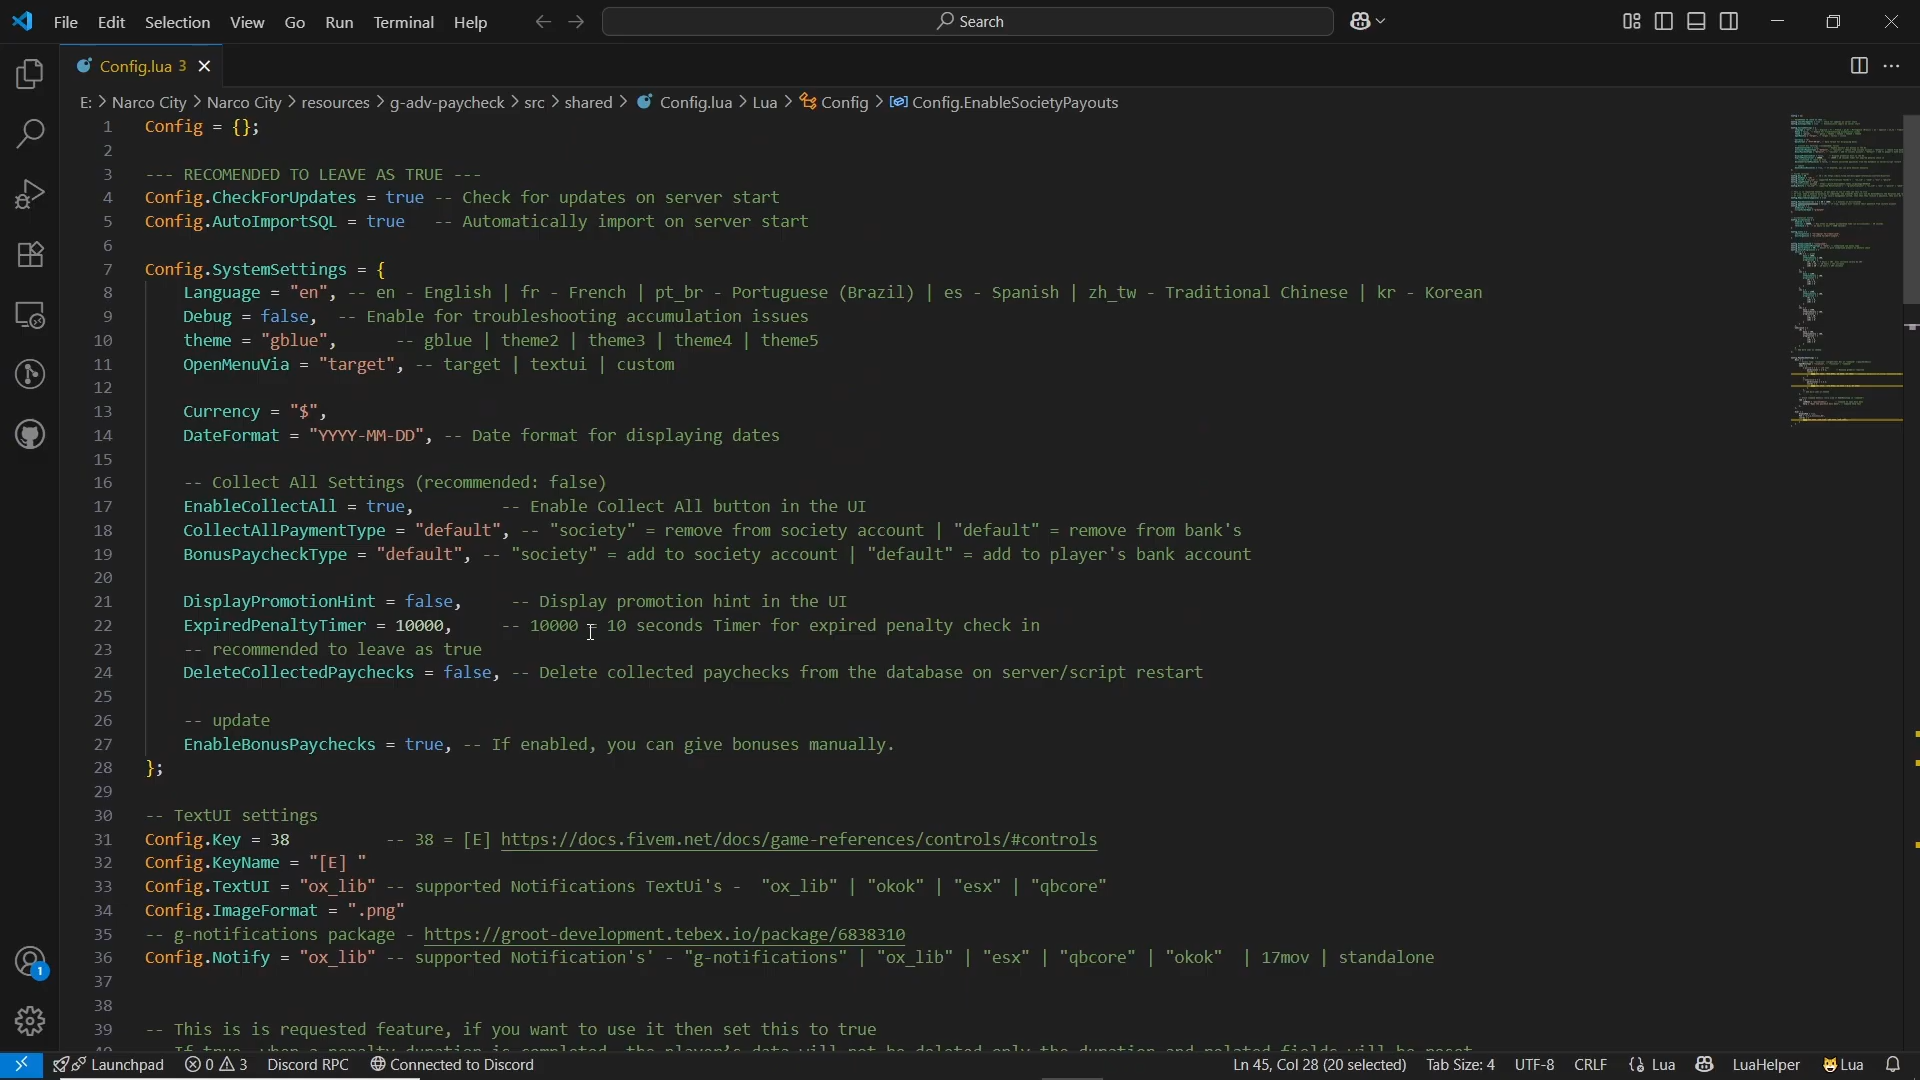 File Edit Selection View Go Run Terminal Help Search
Config.lua 3
E: > Narco City > Narco City > resources > g-adv-paycheck > src > shared > Config.lua > Lua > Config > Config.EnableSocietyPayouts
1 Config = {};
2
3 --- RECOMENDED TO LEAVE AS TRUE ---
4 Config.CheckForUpdates = true -- Check for updates on server start
5 Config.AutoImportSQL = true -- Automatically import on server start
6
7 Config.SystemSettings = {
8 Language = "en", -- en - English | fr - French | pt_br - Portuguese (Brazil) | es - Spanish | zh_tw - Traditional Chinese | kr - Korean
9 Debug = false, -- Enable for troubleshooting accumulation issues
10 theme = "gblue", -- gblue | theme2 | theme3 | theme4 | theme5
11 OpenMenuVia = "target", -- target | textui | custom
12
13 Currency = "$",
14 DateFormat = "YYYY-MM-DD", -- Date format for displaying dates
15
16 -- Collect All Settings (recommended: false)
17 EnableCollectAll = true, -- Enable Collect All button in the UI
18 CollectAllPaymentType = "default", -- "society" = remove from society account | "default" = remove from bank's
19 BonusPaycheckType = "default", -- "society" = add to society account | "default" = add to player's bank account
20
21 DisplayPromotionHint = false, -- Display promotion hint in the UI
22 ExpiredPenaltyTimer = 10000, -- 10000 = 10 seconds Timer for expired penalty check in
23 -- recommended to leave as true
24 DeleteCollectedPaychecks = false, -- Delete collected paychecks from the database on server/script restart
25
26 -- update
27 EnableBonusPaychecks = true, -- If enabled, you can give bonuses manually.
28 };
29
30 -- TextUI settings
31 Config.Key = 38 -- 38 = [E] https://docs.fivem.net/docs/game-references/controls/#controls
32 Config.KeyName = "[E] "
33 Config.TextUI = "ox_lib" -- supported Notifications TextUi's - "ox_lib" | "okok" | "esx" | "qbcore"
34 Config.ImageFormat = ".png"
35 -- g-notifications package - https://groot-development.tebex.io/package/6838310
36 Config.Notify = "ox_lib" -- supported Notification's' - "g-notifications" | "ox_lib" | "esx" | "qbcore" | "okok" | 17mov | standalone
37
38
39 -- This is is requested feature, if you want to use it then set this to true
1
Launchpad 0 3 Discord RPC Connected to Discord Ln 45, Col 28 (20 selected) Tab Size: 4 UTF-8 CRLF Lua LuaHelper Lua